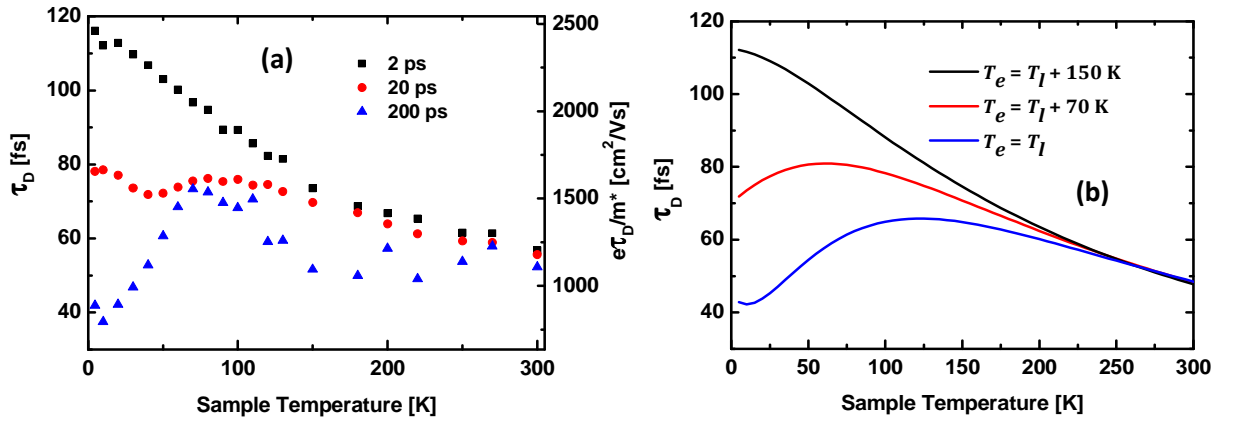 120
100
80
60
40
τD [fs]
(a)
2 ps
20 ps
200 ps
2500
2000
1500
1000
eτD/m* [cm²/Vs]
0 100 200 300
Sample Temperature [K]
120
100
80
60
40
τD [fs]
Te = Tl + 150 K
Te = Tl + 70 K
Te = Tl
(b)
0 50 100 150 200 250 300
Sample Temperature [K]